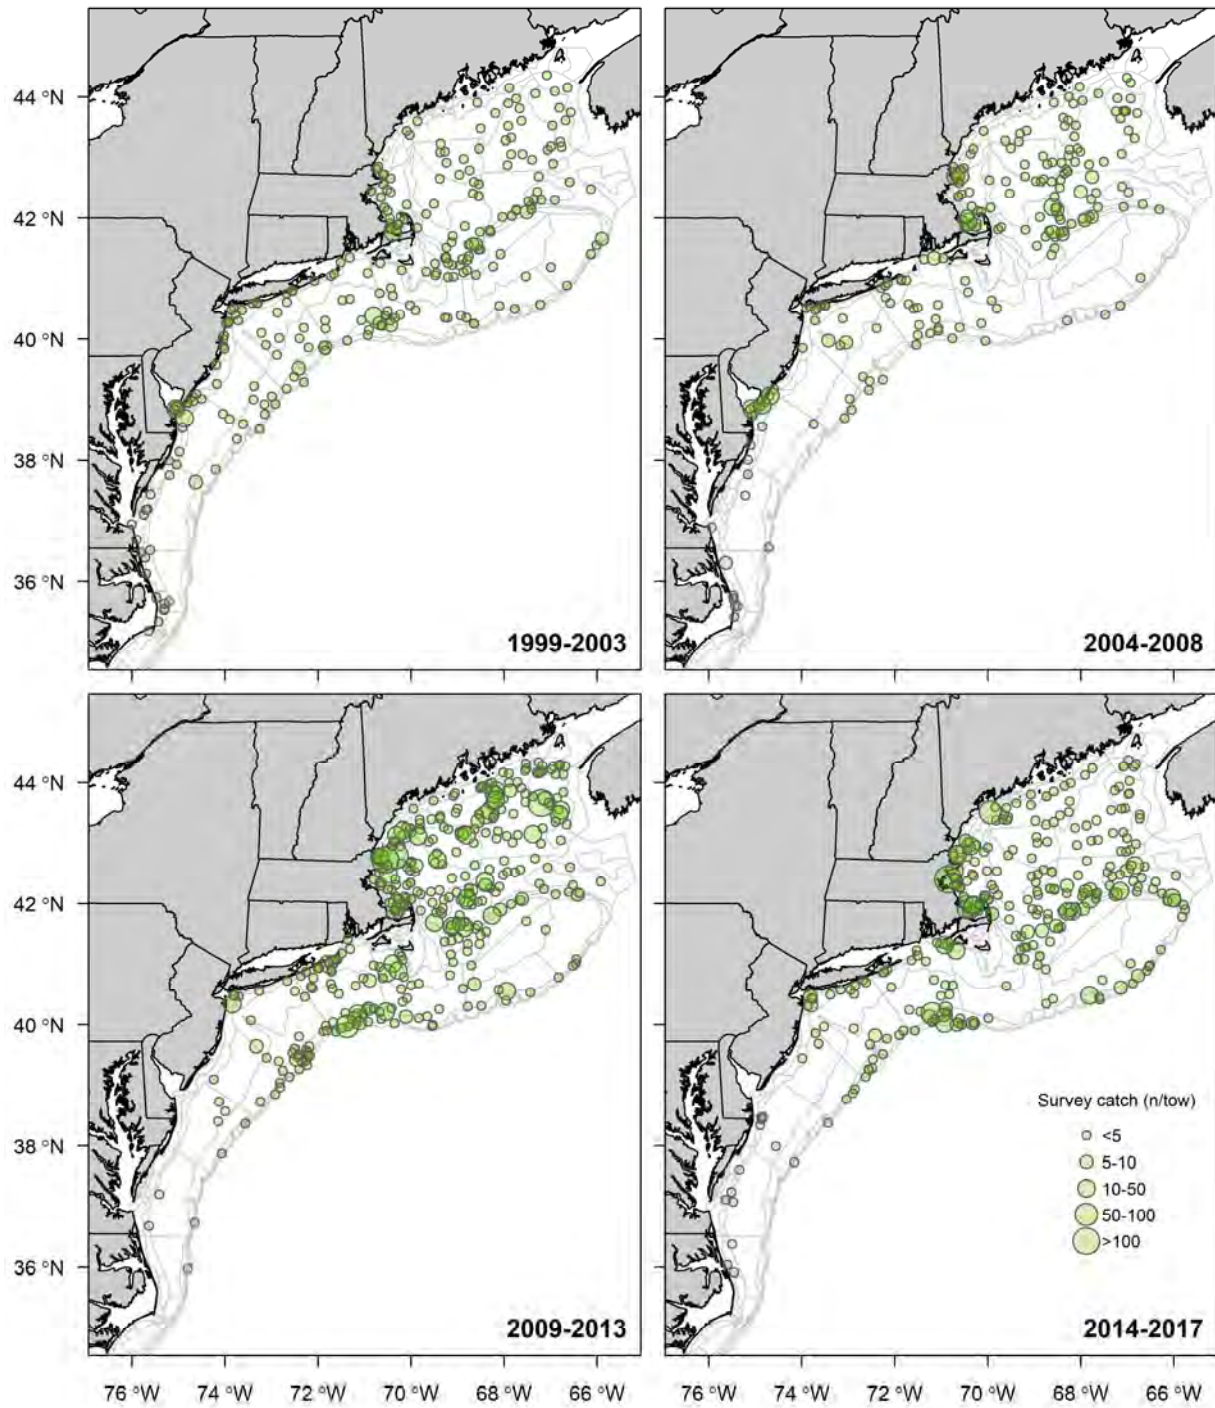 44 °N
42 °N
40 °N
38 °N
36 °N
1999-2003
2004-2008
44 °N
42 °N
40 °N
38 °N
36 °N
Survey catch (n/tow)
<5
5-10
10-50
50-100
>100
2009-2013
2014-2017
76 °W 74 °W 72 °W 70 °W 68 °W 66 °W 76 °W 74 °W 72 °W 70 °W 68 °W 66 °W